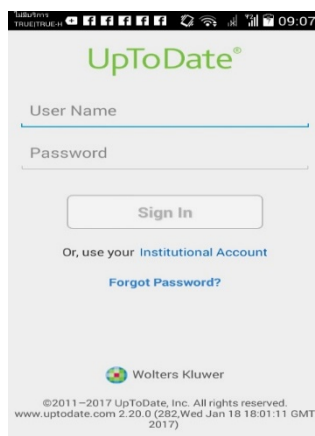 ไม่มีบริการ
TRUE|TRUE-H 09:07
UpToDate®
User Name
Password
Sign In
Or, use your Institutional Account
Forgot Password?
Wolters Kluwer
©2011–2017 UpToDate, Inc. All rights reserved.
www.uptodate.com 2.20.0 (282,Wed Jan 18 18:01:11 GMT
2017)